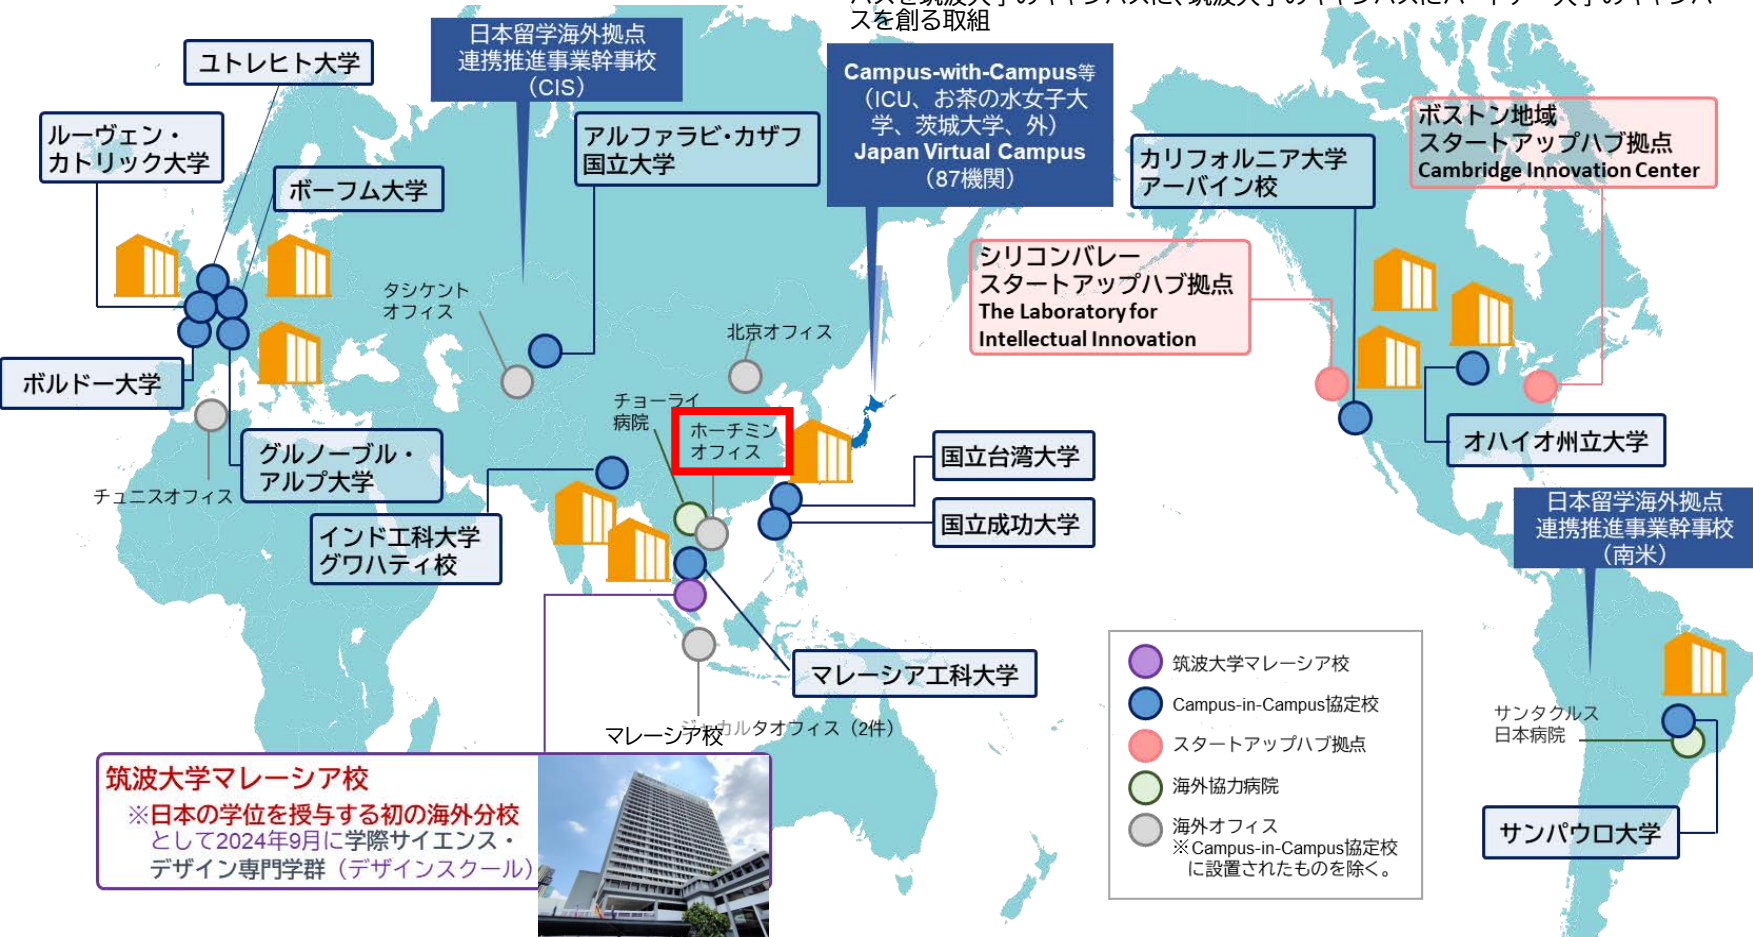 スを創る取組
ユトレヒト大学
日本留学海外拠点
連携推進事業幹事校
（CIS）
Campus-with-Campus等
（ICU、お茶の水女子大
学、茨城大学、外）
Japan Virtual Campus
（87機関）
ルーヴェン・
カトリック大学
アルファラビ・カザフ
国立大学
ボーフム大学
カリフォルニア大学
アーバイン校
ボストン地域
スタートアップハブ拠点
Cambridge Innovation Center
シリコンバレー
スタートアップハブ拠点
The Laboratory for
Intellectual Innovation
タシケント
オフィス
北京オフィス
ボルドー大学
チョーライ
病院
ホーチミン
オフィス
グルノーブル・
アルプ大学
チュニスオフィス
国立台湾大学
オハイオ州立大学
インド工科大学
グワハティ校
国立成功大学
日本留学海外拠点
連携推進事業幹事校
（南米）
マレーシア工科大学
ジャカルタオフィス（2件）
マレーシア校
サンタクルス
日本病院
サンパウロ大学
筑波大学マレーシア校
※日本の学位を授与する初の海外分校
として2024年9月に学際サイエンス・
デザイン専門学群（デザインスクール）
筑波大学マレーシア校
Campus-in-Campus協定校
スタートアップハブ拠点
海外協力病院
海外オフィス
※Campus-in-Campus協定校
に設置されたものを除く。